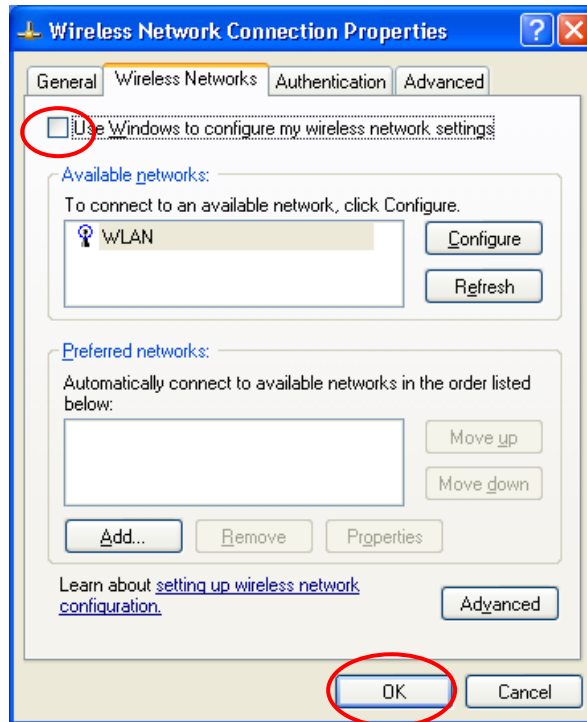 Wireless Network Connection Properties
General Wireless Networks Authentication Advanced
Use Windows to configure my wireless network settings
Available networks:
To connect to an available network, click Configure.
WLAN
Configure
Refresh
Preferred networks:
Automatically connect to available networks in the order listed
below:
Move up
Move down
Add... Remove Properties
Learn about setting up wireless network
configuration.
Advanced
OK Cancel